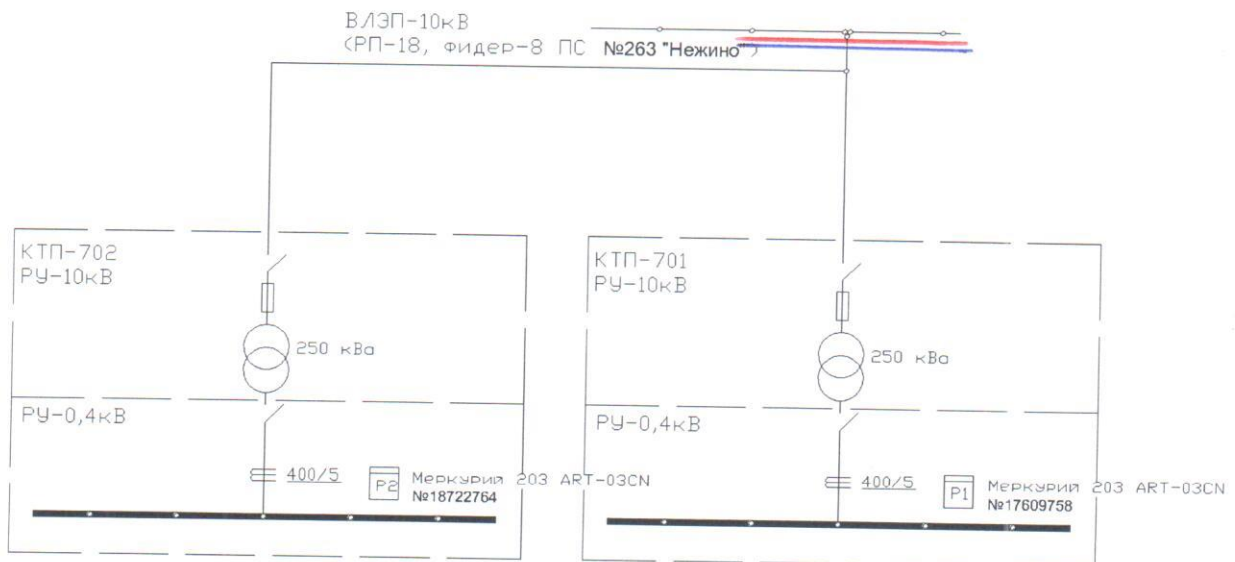 ВЛЭП-10кВ
(РП-18, Фидер-8 ПС №263 "Нежино")
КТП-702
РУ-10кВ
250 кВа
РУ-0,4кВ
400/5
Р2
Меркурий 203 ART-03CN
№18722764
КТП-701
РУ-10кВ
250 кВа
РУ-0,4кВ
400/5
Р1
Меркурий 203 ART-03CN
№17609758